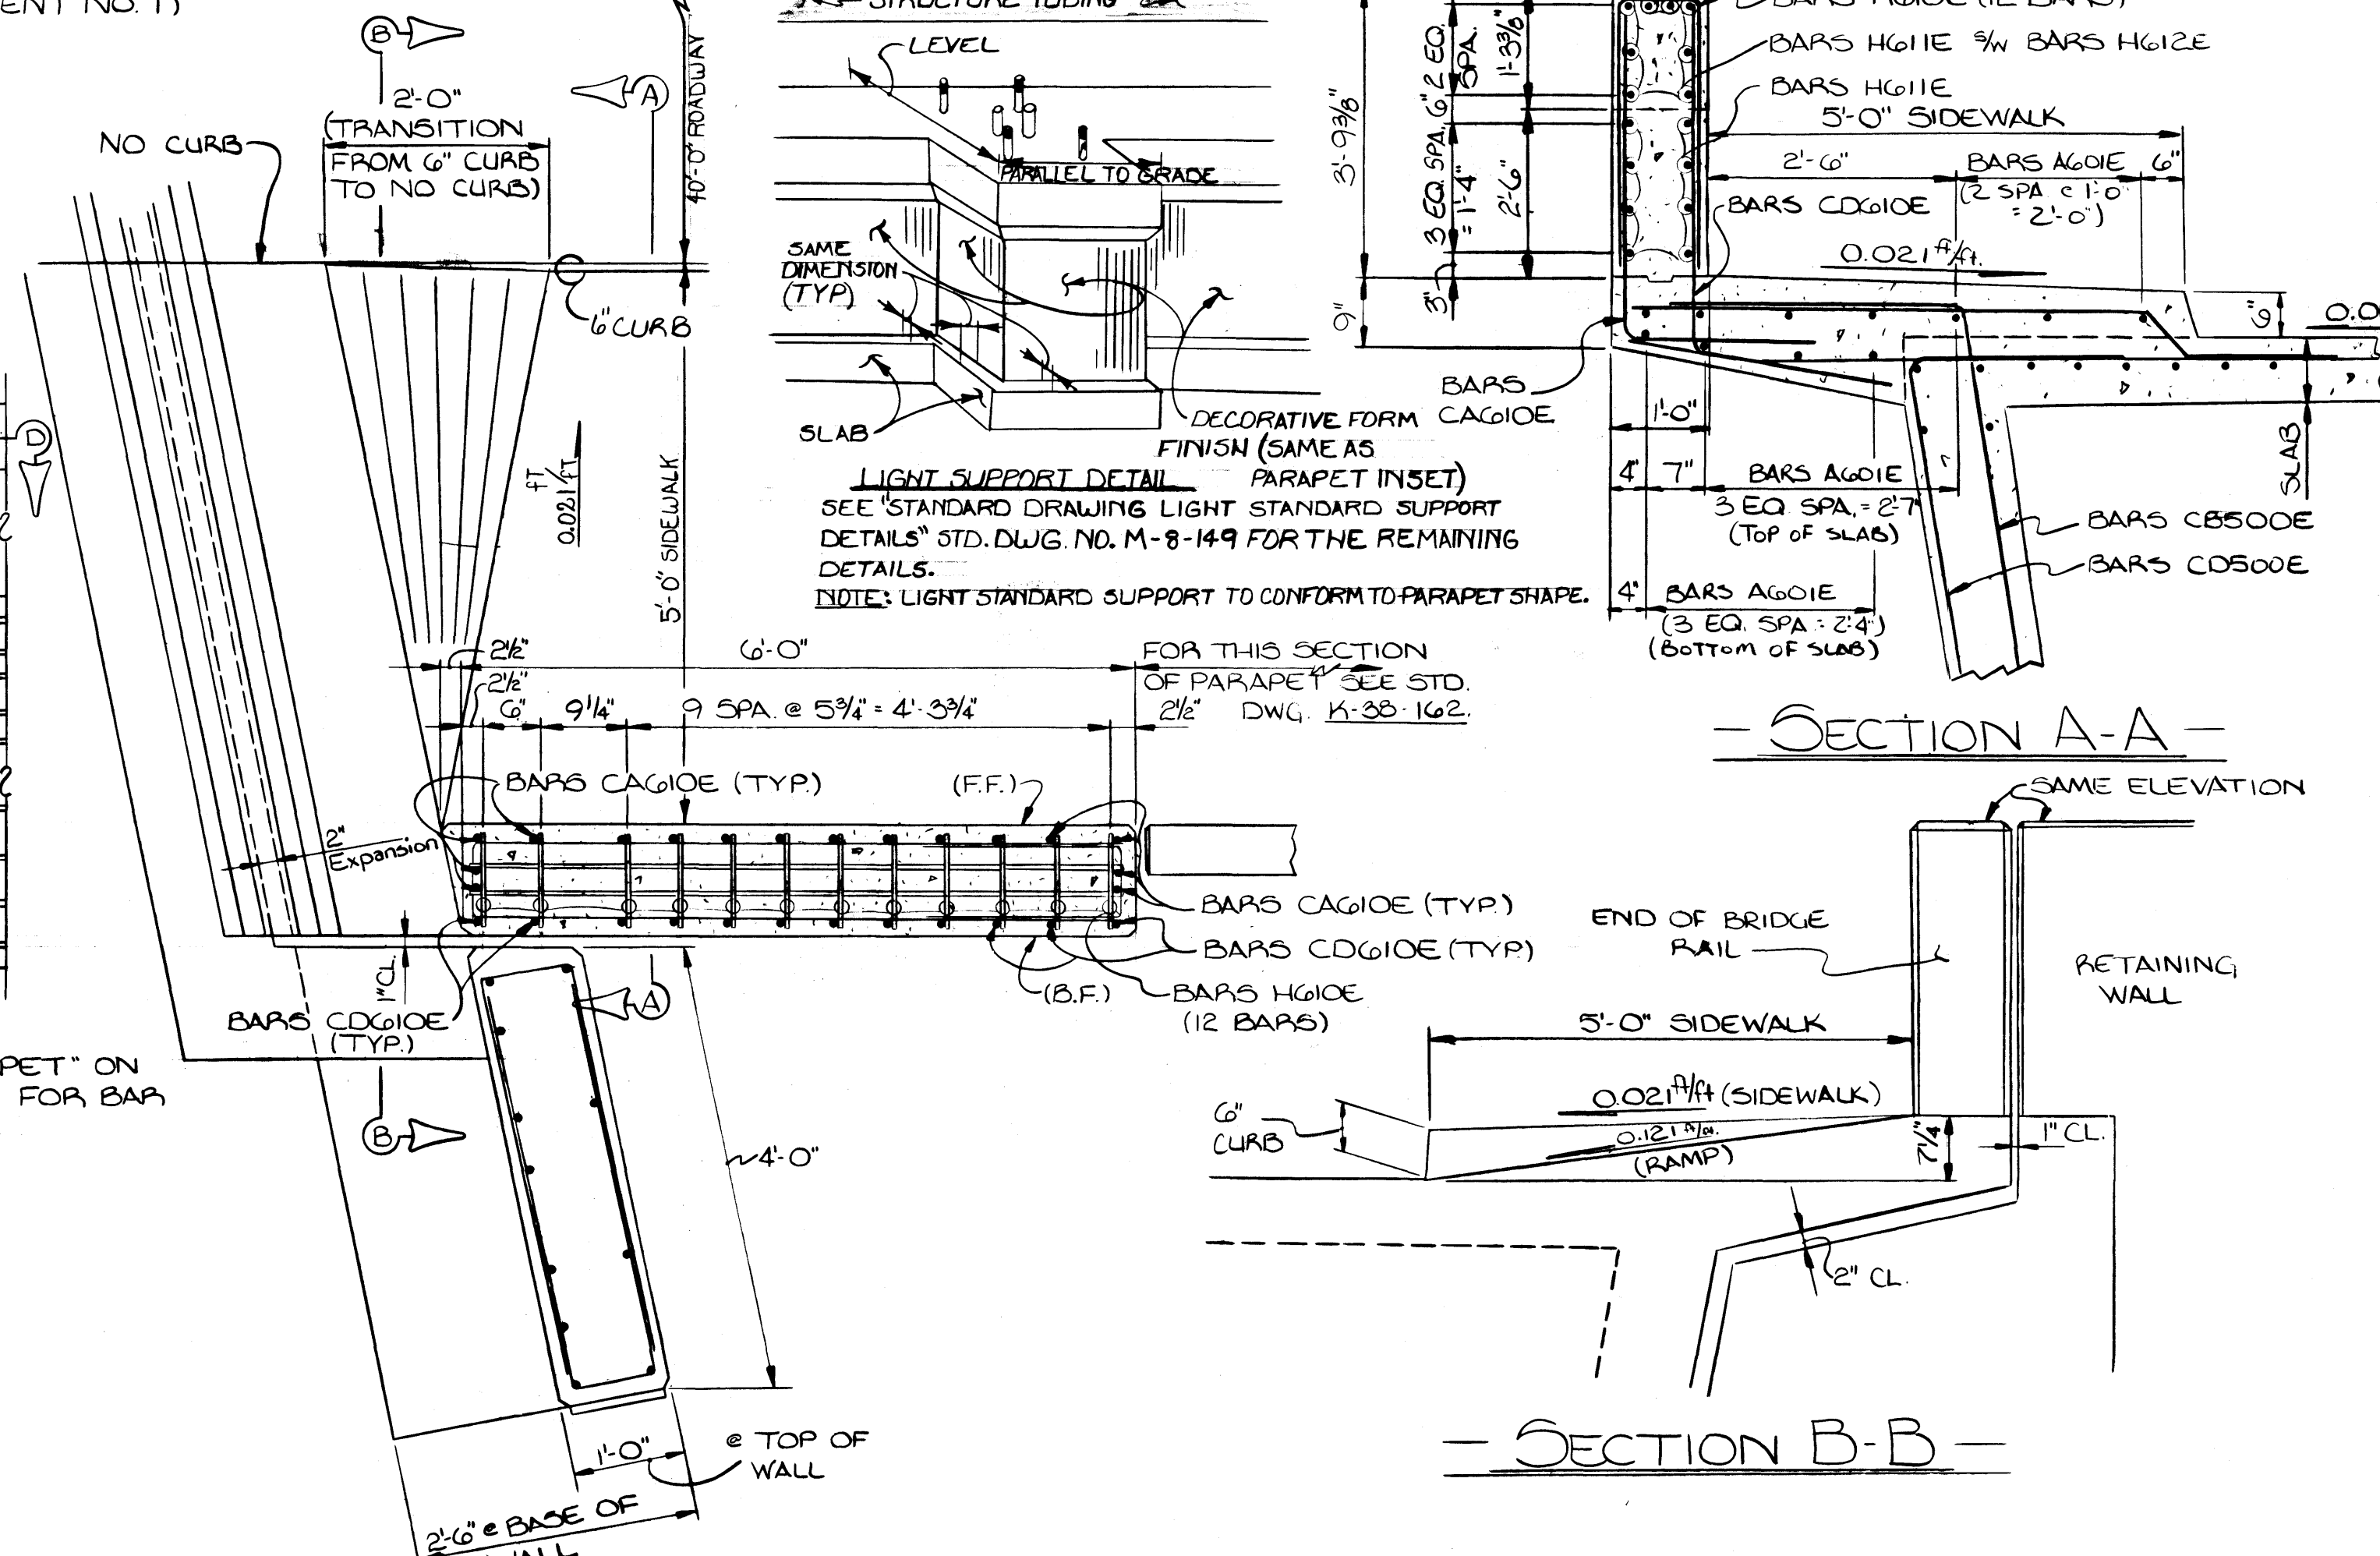 B
2'-0"
(TRANSITION
FROM 6" CURB
TO NO CURB)
NO CURB
A
40'-0" ROADWAY
6" CURB
D
0.021 FT/FT
5'-0" SIDEWALK
STRUCTURE TUBING
LEVEL
PARALLEL TO GRADE
SAME
DIMENSION
(TYP)
SLAB
DECORATIVE FORM
FINISH (SAME AS
PARAPET INSET)
LIGHT SUPPORT DETAIL
SEE "STANDARD DRAWING LIGHT STANDARD SUPPORT
DETAILS" STD. DWG. NO. M-8-149 FOR THE REMAINING
DETAILS.
NOTE: LIGHT STANDARD SUPPORT TO CONFORM TO PARAPET SHAPE.
BARS H611E S/W BARS H612E
BARS H611E
5'-0" SIDEWALK
2'-6"
BARS A601E
(2 SPA. @ 1'-0"
= 2'-0")
6"
BARS CD610E
0.021 ft/ft.
3'-9 3/8"
9"
2 EQ.
SPA.
6"
3 EQ. SPA.
= 1'-4"
3"
1'-3 3/8"
2'-6"
6"
BARS
CA610E
1'-0"
4"
7"
BARS A601E
3 EQ. SPA. = 2'-7"
(TOP OF SLAB)
4"
BARS A601E
(3 EQ. SPA. = 2'-4")
(BOTTOM OF SLAB)
SLAB
BARS CB500E
BARS CD500E
- SECTION A-A -
2 1/2"
6'-0"
FOR THIS SECTION
OF PARAPET SEE STD.
DWG. K-38-162.
2 1/2"
6"
9 1/4"
9 SPA. @ 5 3/4" = 4'-3 3/4"
2 1/2"
BARS CA610E (TYP.)
(F.F.)
2"
Expansion
BARS CA610E (TYP.)
BARS CD610E (TYP.)
(B.F.)
BARS H610E
(12 BARS)
1" CL.
BARS CD610E
(TYP.)
A
PET" ON
FOR BAR
B
4'-0"
1'-0"
@ TOP OF
WALL
2'-6" @ BASE OF
WALL
SAME ELEVATION
END OF BRIDGE
RAIL
RETAINING
WALL
5'-0" SIDEWALK
0.021 ft/ft (SIDEWALK)
6"
CURB
0.121 ft/ft.
(RAMP)
7 1/4"
1" CL.
2" CL.
- SECTION B-B -